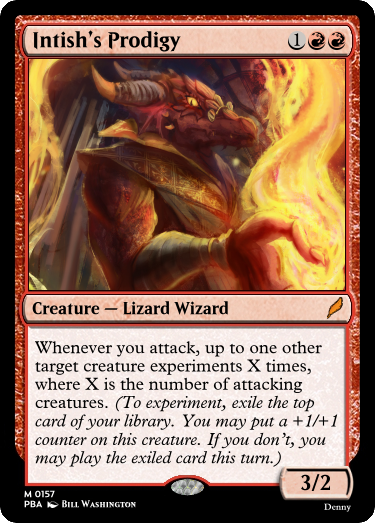 Intish's Prodigy 1
Creature — Lizard Wizard
Whenever you attack, up to one other
target creature experiments X times,
where X is the number of attacking
creatures. (To experiment, exile the top
card of your library. You may put a +1/+1
counter on this creature. If you don't, you
may play the exiled card this turn.)
3/2
M 0157
PBA Bill Washington
Denny